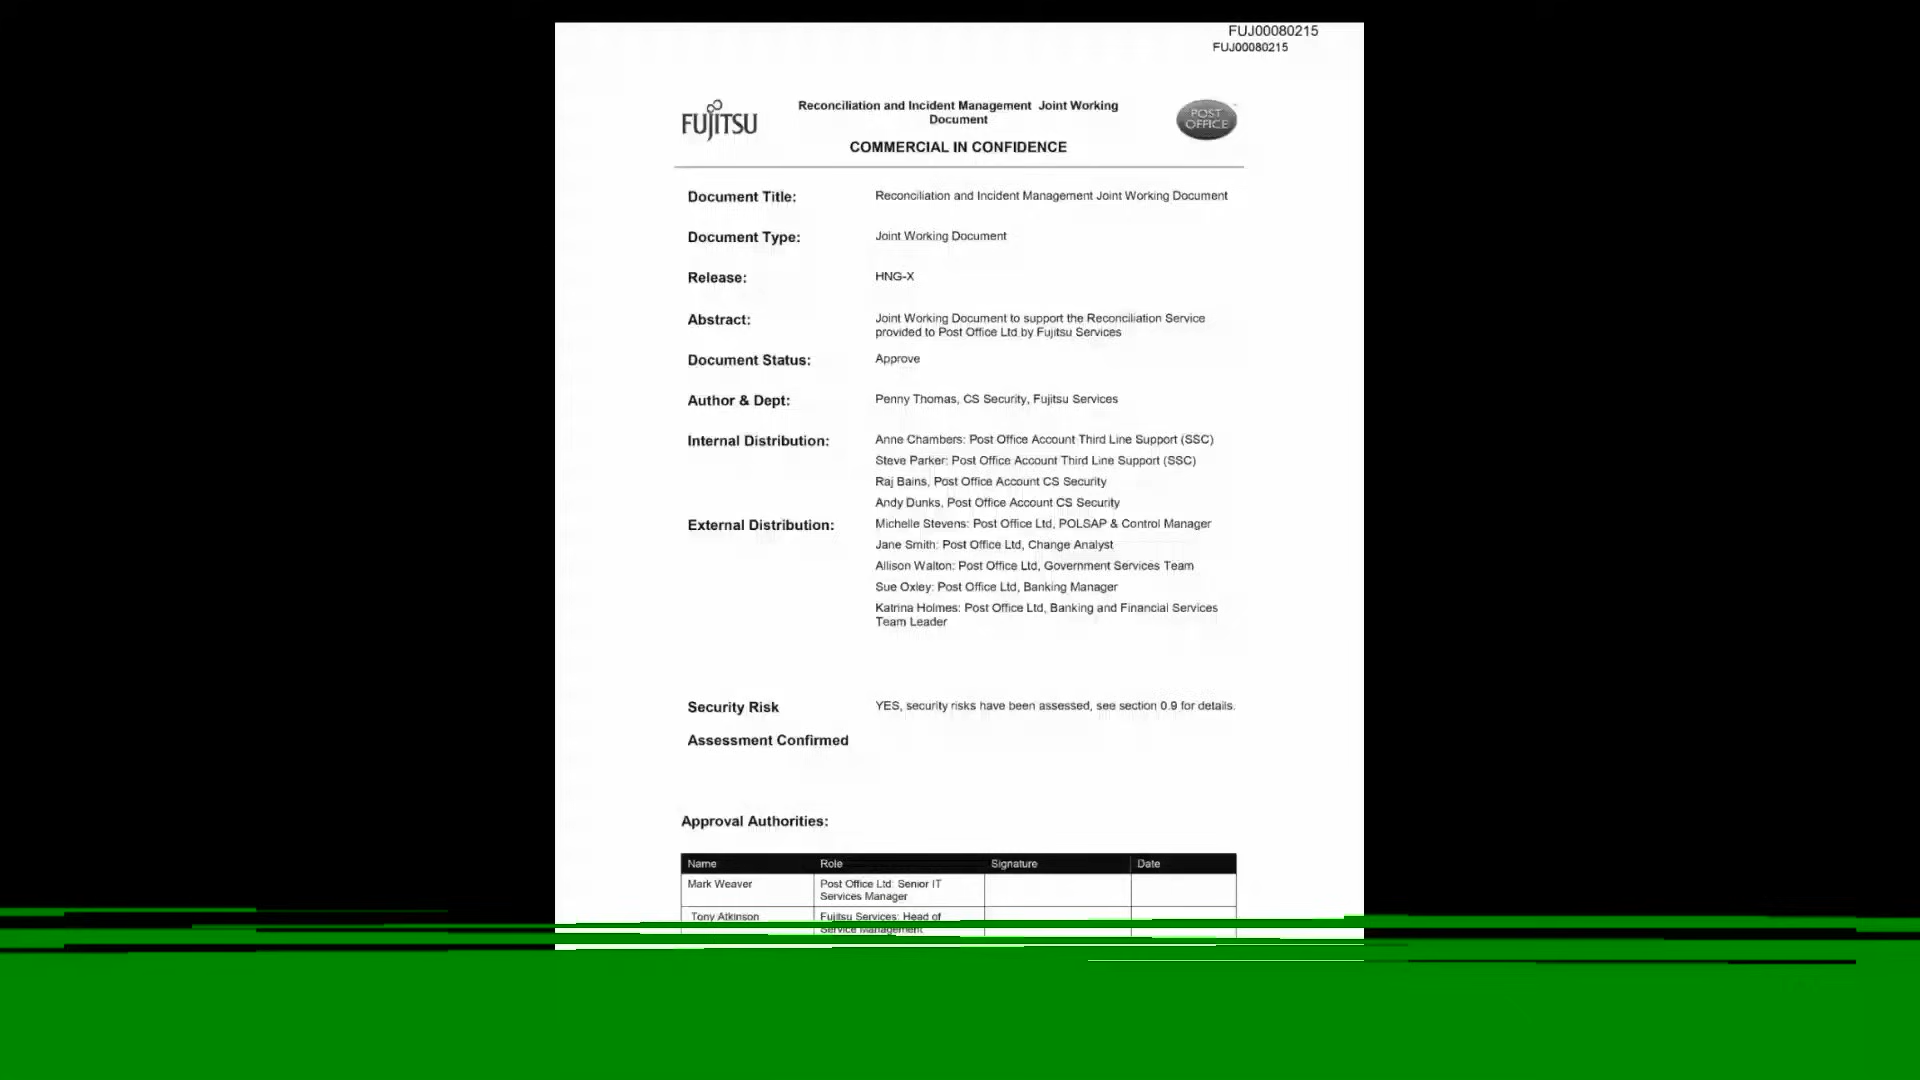 FUJ00080215
FUJ00080215
FUJITSU
Reconciliation and Incident Management Joint Working
Document
POST
OFFICE
COMMERCIAL IN CONFIDENCE
Document Title: Reconciliation and Incident Management Joint Working Document
Document Type: Joint Working Document
Release: HNG-X
Abstract: Joint Working Document to support the Reconciliation Service
provided to Post Office Ltd by Fujitsu Services
Document Status: Approve
Author & Dept: Penny Thomas, CS Security, Fujitsu Services
Internal Distribution: Anne Chambers: Post Office Account Third Line Support (SSC)
Steve Parker: Post Office Account Third Line Support (SSC)
Raj Bains, Post Office Account CS Security
Andy Dunks, Post Office Account CS Security
External Distribution: Michelle Stevens: Post Office Ltd, POLSAP & Control Manager
Jane Smith: Post Office Ltd, Change Analyst
Allison Walton: Post Office Ltd, Government Services Team
Sue Oxley: Post Office Ltd, Banking Manager
Katrina Holmes: Post Office Ltd, Banking and Financial Services
Team Leader
Security Risk YES, security risks have been assessed, see section 0.9 for details.
Assessment Confirmed
Approval Authorities:
Name Role Signature Date
Mark Weaver Post Office Ltd: Senior IT
Services Manager
Tony Atkinson Fujitsu Services: Head of
Service Management